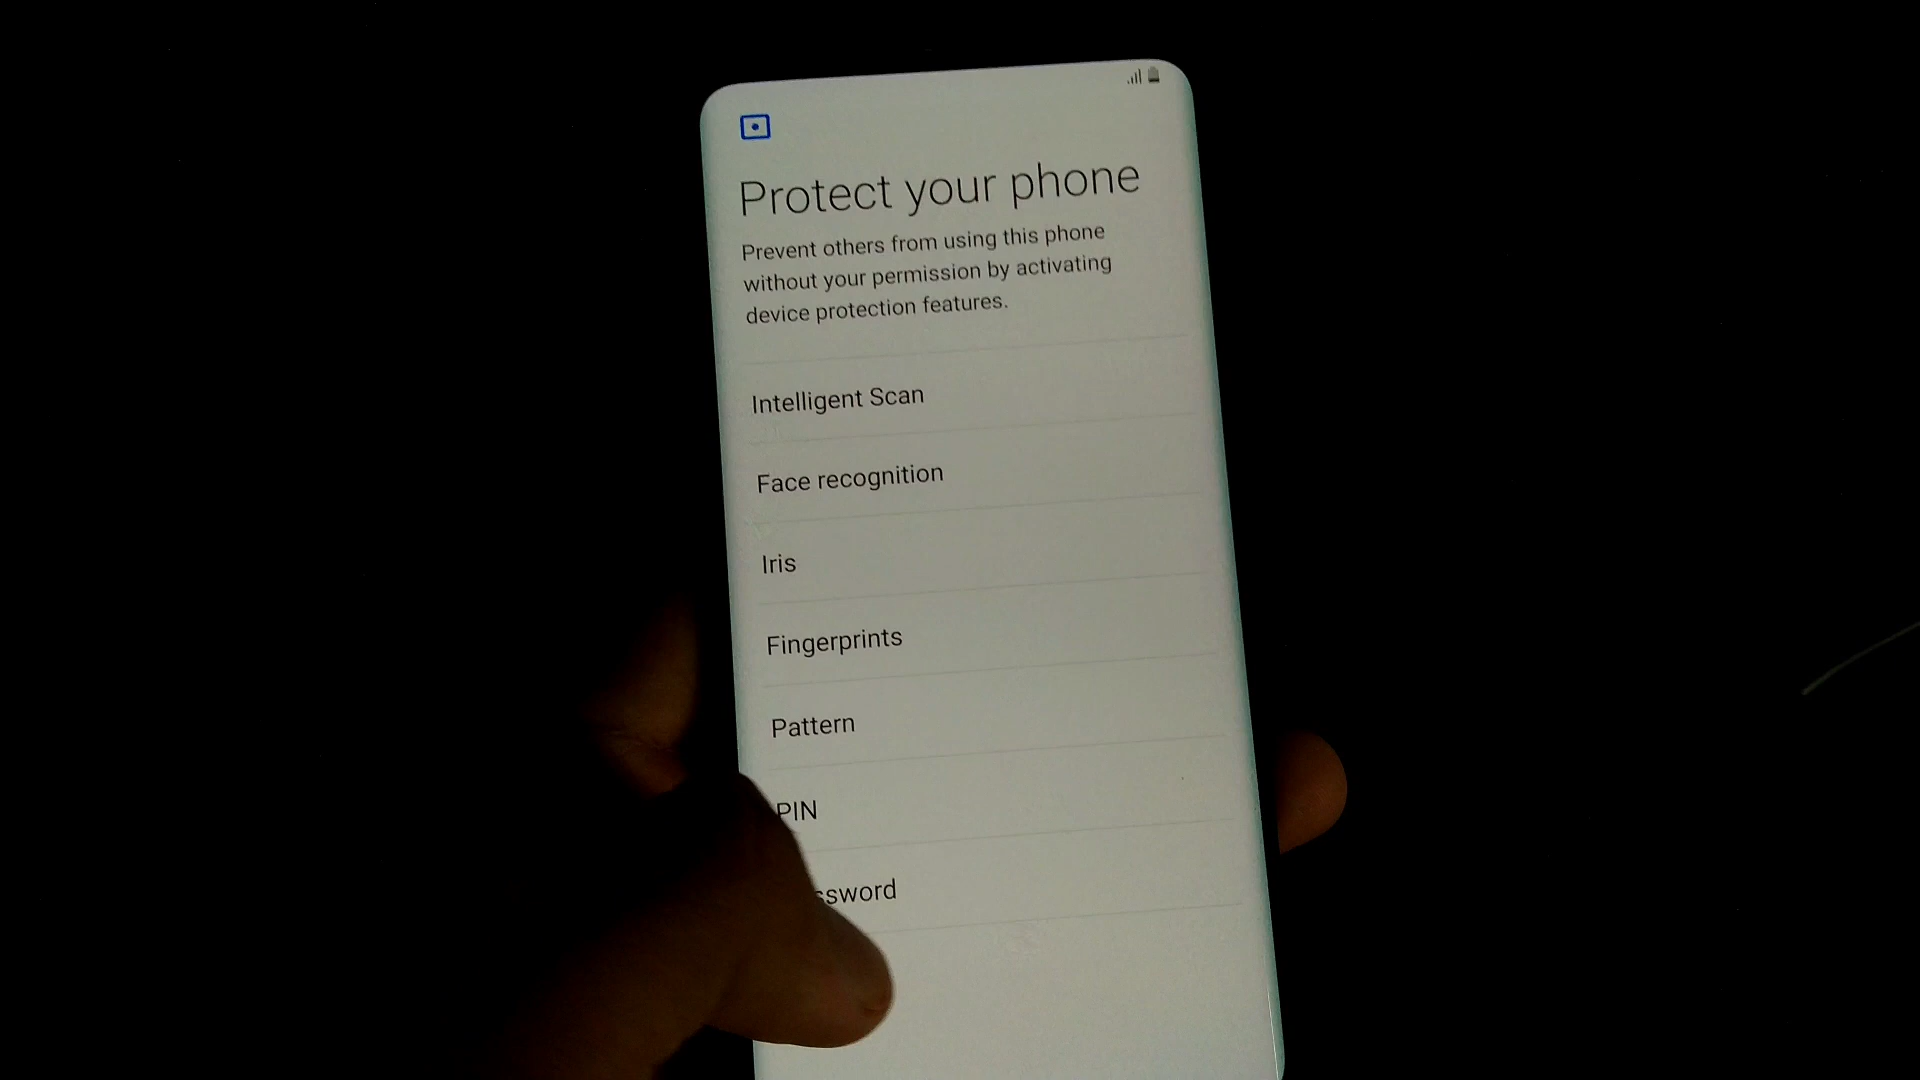 Protect your phone
Prevent others from using this phone
without your permission by activating
device protection features.
Intelligent Scan
Face recognition
Iris
Fingerprints
Pattern
PIN
ssword